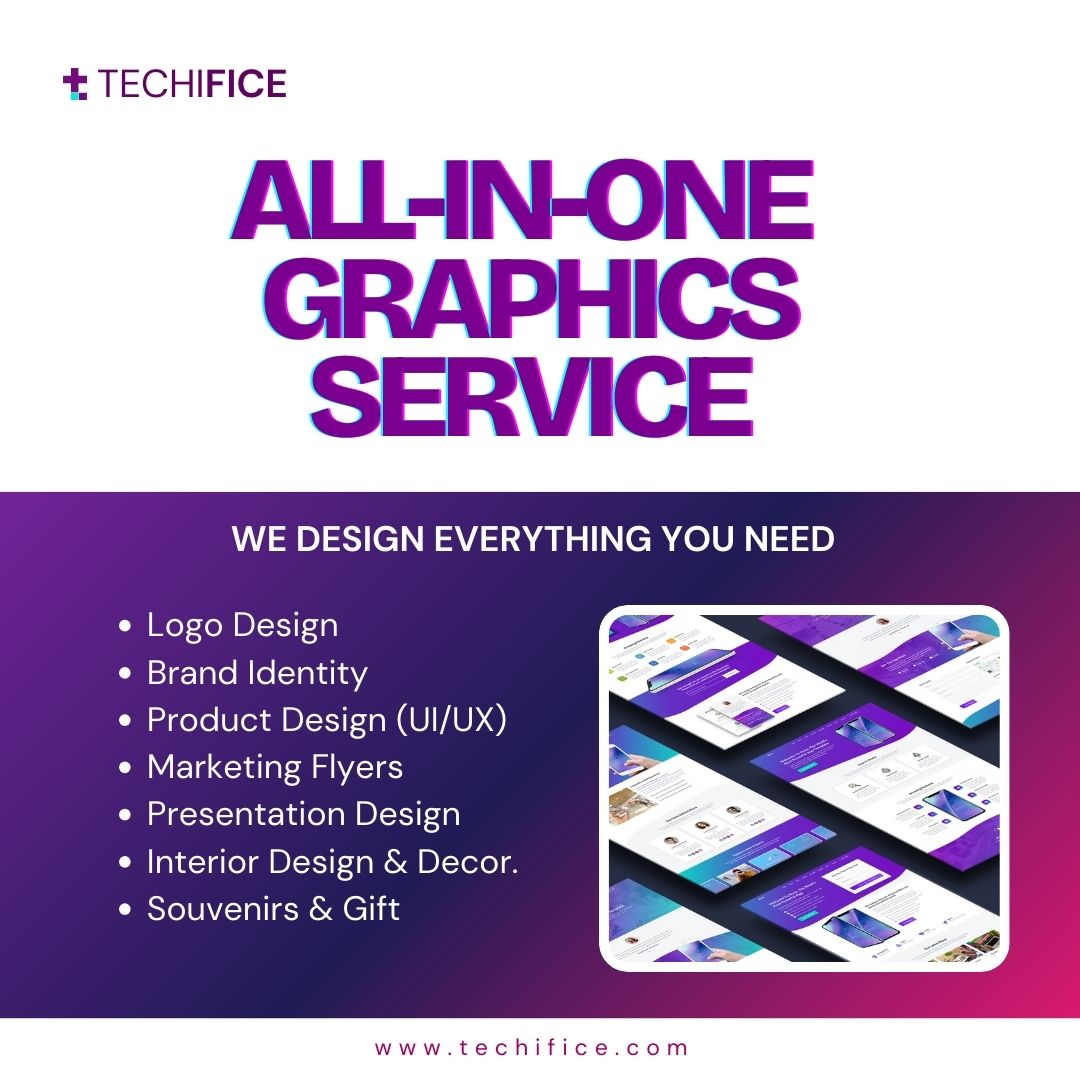 TECHIFICE
ALL-IN-ONE
GRAPHICS
SERVICE
WE DESIGN EVERYTHING YOU NEED
• Logo Design
• Brand Identity
• Product Design (UI/UX)
• Marketing Flyers
• Presentation Design
• Interior Design & Decor.
• Souvenirs & Gift
www.techifice.com